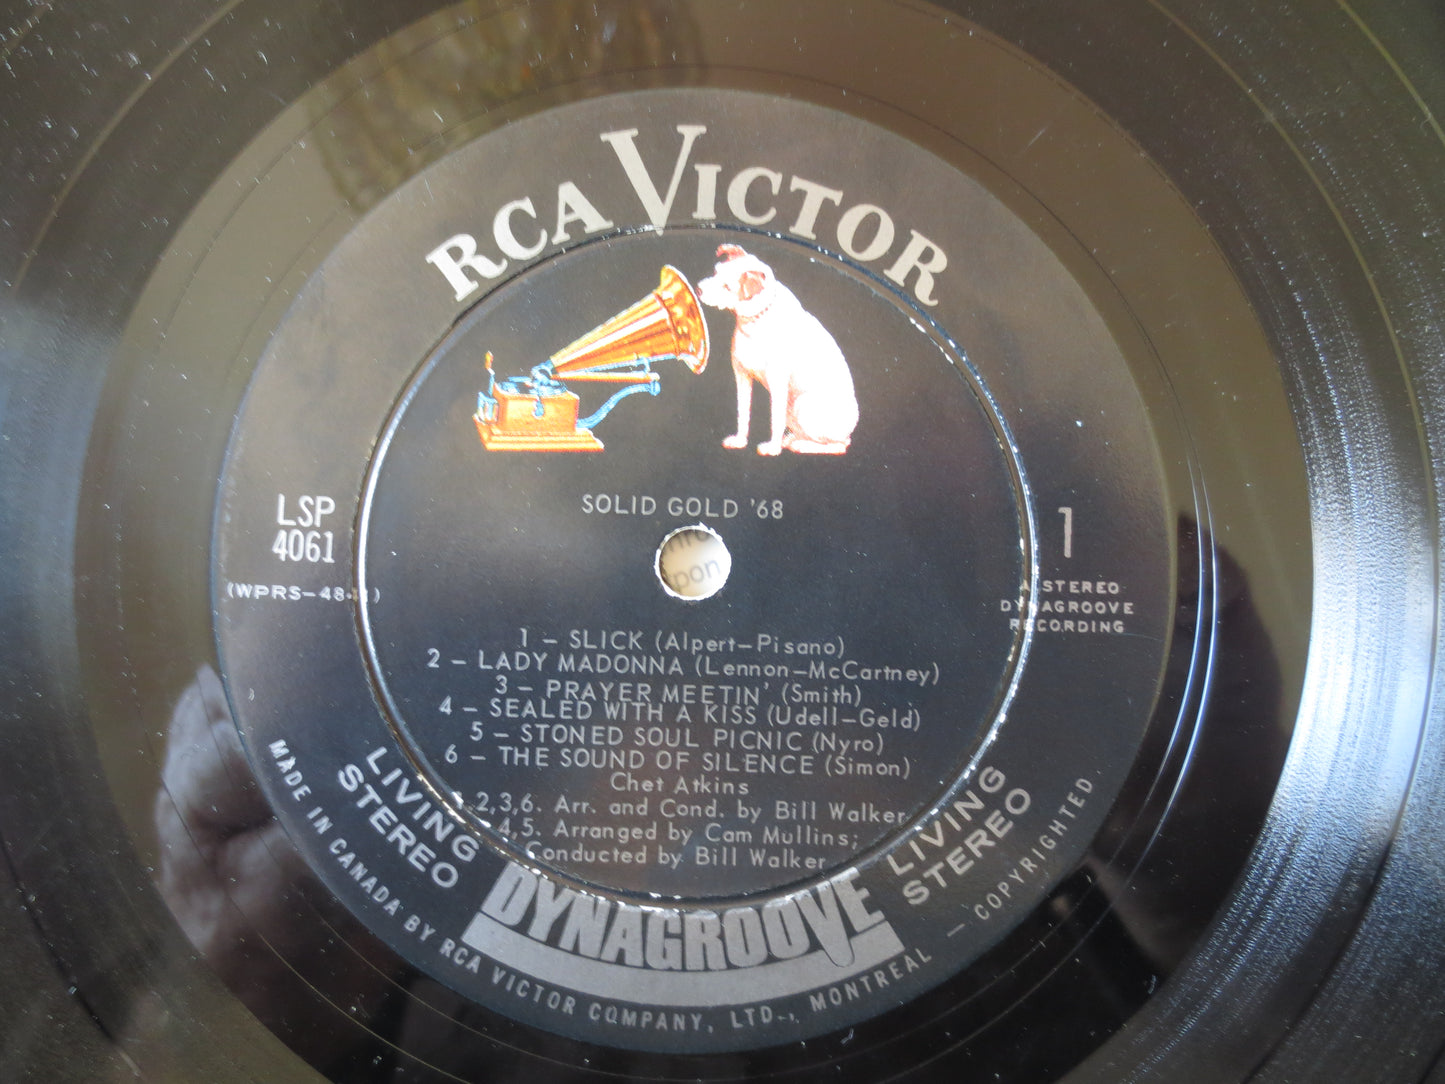 RCA VICTOR
SOLID GOLD '68
LSP
4061
1
A STEREO
DYNAGROOVE
RECORDING
1 – SLICK (Alpert–Pisano)
2 – LADY MADONNA (Lennon–McCartney)
3 – PRAYER MEETIN' (Smith)
4 – SEALED WITH A KISS (Udell–Geld)
5 – STONED SOUL PICNIC (Nyro)
6 – THE SOUND OF SILENCE (Simon)
Chet Atkins
1,2,3,6. Arr. and Cond. by Bill Walker
4,5. Arranged by Cam Mullins;
Conducted by Bill Walker
LIVING
STEREO
LIVING
STEREO
DYNAGROOVE
MADE IN CANADA BY RCA VICTOR COMPANY, LTD., MONTREAL – COPYRIGHTED
pon